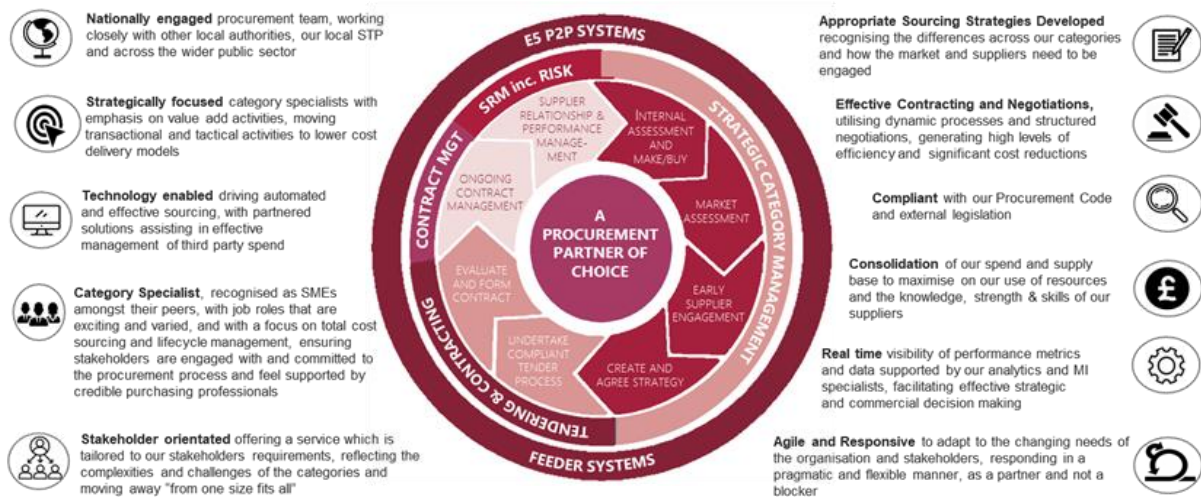 Nationally engaged procurement team, working
closely with other local authorities, our local STP
and across the wider public sector
Strategically focused category specialists with
emphasis on value add activities, moving
transactional and tactical activities to lower cost
delivery models
Technology enabled driving automated
and effective sourcing, with partnered
solutions assisting in effective
management of third party spend
Category Specialist, recognised as SMEs
amongst their peers, with job roles that are
exciting and varied, and with a focus on total cost
sourcing and lifecycle management, ensuring
stakeholders are engaged with and committed to
the procurement process and feel supported by
credible purchasing professionals
Stakeholder orientated offering a service which is
tailored to our stakeholders requirements, reflecting the
complexities and challenges of the categories and
moving away "from one size fits all"
E5 P2P SYSTEMS
SRM inc. RISK
STRATEGIC CATEGORY MANAGEMENT
CONTRACT MGT
TENDERING & CONTRACTING
FEEDER SYSTEMS
SUPPLIER
RELATIONSHIP &
PERFORMANCE
MANAGE-
MENT
INTERNAL
ASSESSMENT
AND
MAKE/BUY
MARKET
ASSESSMENT
EARLY
SUPPLIER
ENGAGEMENT
CREATE AND
AGREE STRATEGY
UNDERTAKE
COMPLIANT
TENDER
PROCESS
EVALUATE
AND FORM
CONTRACT
ONGOING
CONTRACT
MANAGEMENT
A
PROCUREMENT
PARTNER OF
CHOICE
Appropriate Sourcing Strategies Developed
recognising the differences across our categories
and how the market and suppliers need to be
engaged
Effective Contracting and Negotiations,
utilising dynamic processes and structured
negotiations, generating high levels of
efficiency and significant cost reductions
Compliant with our Procurement Code
and external legislation
Consolidation of our spend and supply
base to maximise on our use of resources
and the knowledge, strength & skills of our
suppliers
£
Real time visibility of performance metrics
and data supported by our analytics and MI
specialists, facilitating effective strategic
and commercial decision making
Agile and Responsive to adapt to the changing needs of
the organisation and stakeholders, responding in a
pragmatic and flexible manner, as a partner and not a
blocker